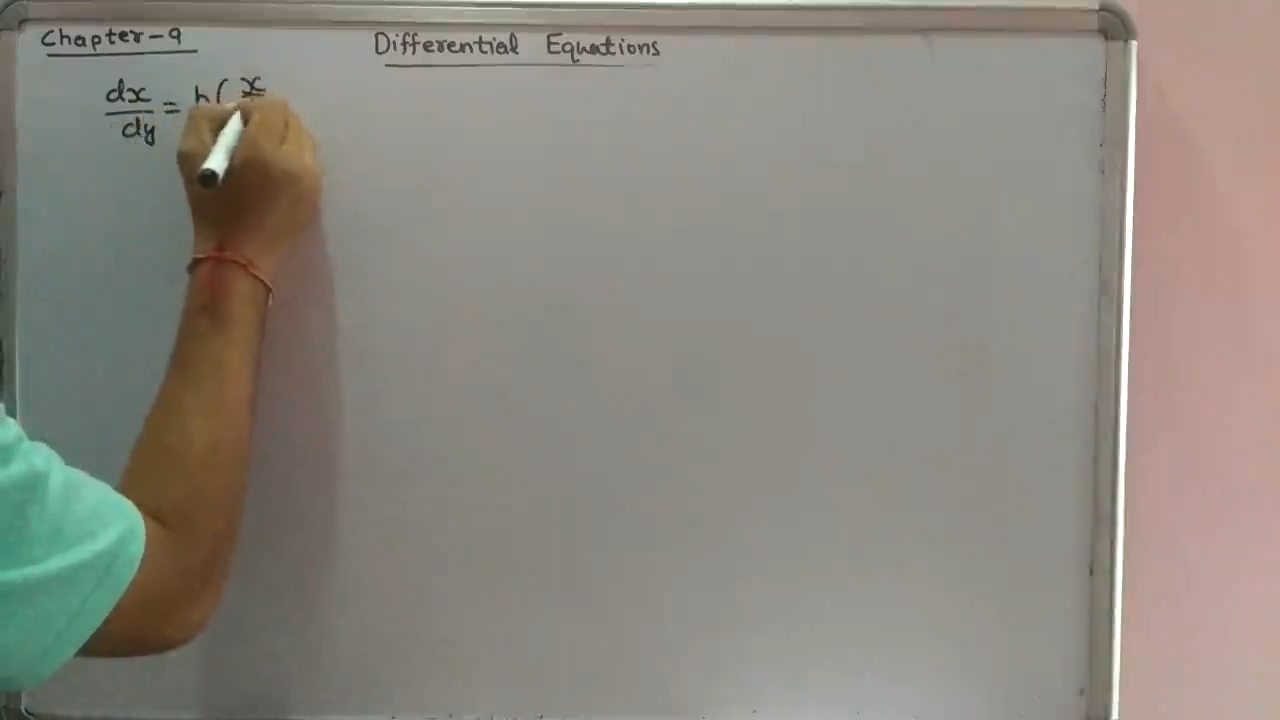 Chapter-9 Differential Equations
dx/dy = h(x